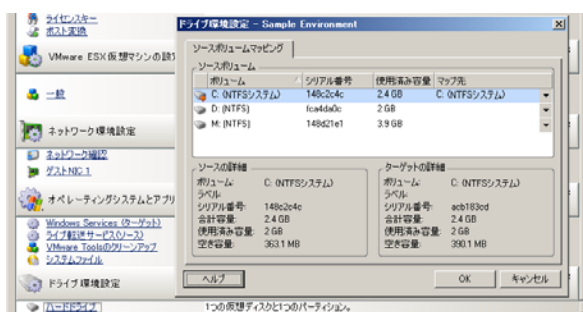 ライセンスキー
ホスト変換
VMware ESX仮想マシンの設
一般
ネットワーク環境設定
ネットワーク確認
ゲストNIC 1
オペレーティングシステムとアプリ
Windows Services (ターゲット)
ライブ転送サービス(ソース)
VMware Toolsのクリーンアップ
システムファイル
ドライブ環境設定
ハードドライブ
1つの仮想ディスクと1つのパーティション。
ドライブ環境設定 - Sample Environment
ソースボリュームマッピング
ソースボリューム
ボリューム シリアル番号 使用済み容量 マップ先
C: (NTFSシステム) 148c2c4c 2.4 GB C: (NTFSシステム)
D: (NTFS) fca4da0c 2 GB
M: (NTFS) 148d21e1 3.9 GB
ソースの詳細
ボリューム: C: (NTFSシステム)
ラベル:
シリアル番号: 148c2c4c
合計容量: 2.4 GB
使用済み容量: 2 GB
空き容量: 363.1 MB
ターゲットの詳細
ボリューム: C: (NTFSシステム)
ラベル:
シリアル番号: acb183cd
合計容量: 2.4 GB
使用済み容量: 2 GB
空き容量: 390.1 MB
ヘルプ OK キャンセル